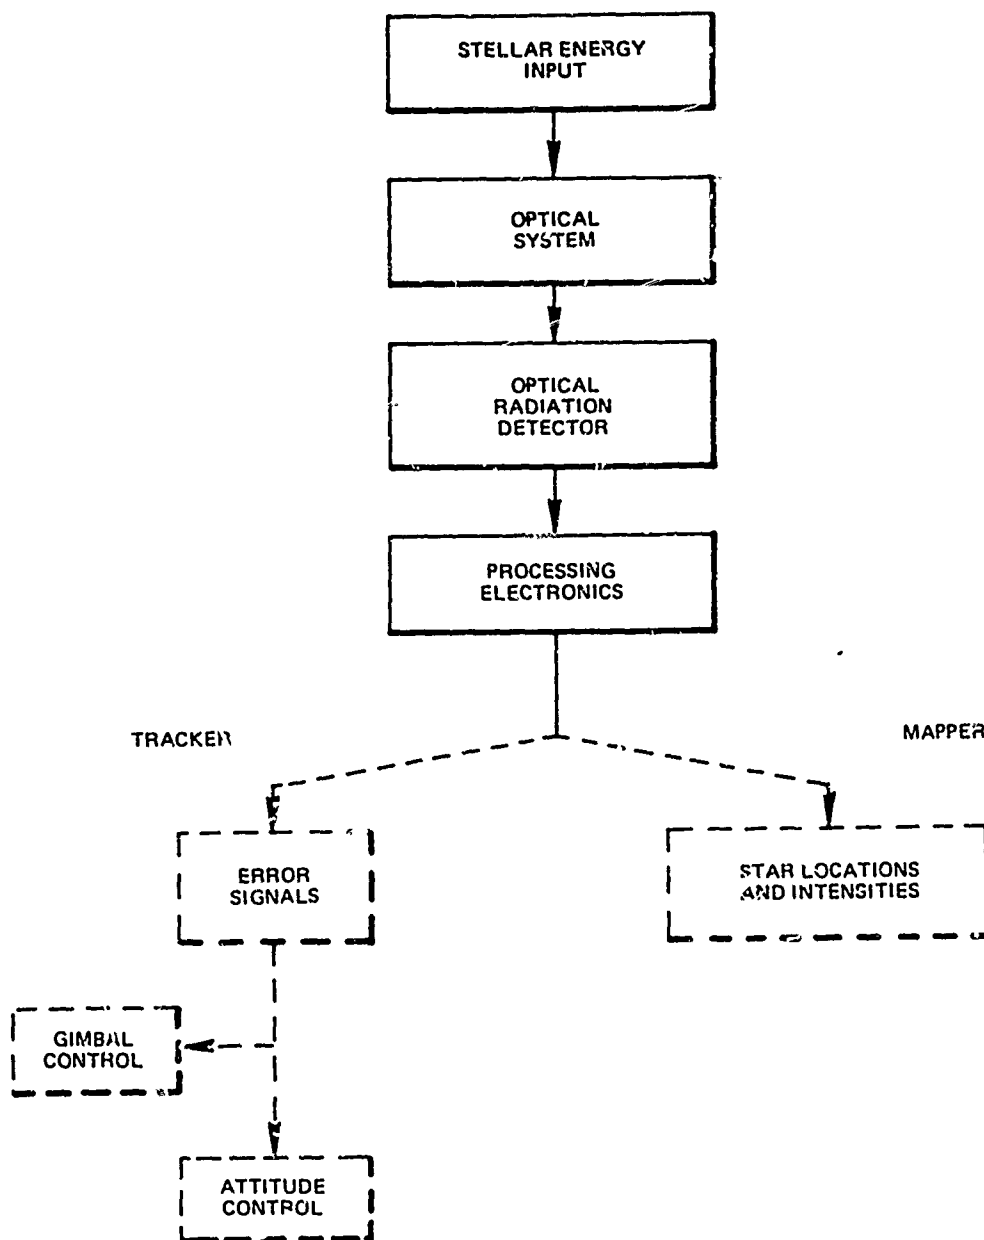 STELLAR ENERGY
INPUT
OPTICAL
SYSTEM
OPTICAL
RADIATION
DETECTOR
PROCESSING
ELECTRONICS
TRACKER
MAPPER
ERROR
SIGNALS
STAR LOCATIONS
AND INTENSITIES
GIMBAL
CONTROL
ATTITUDE
CONTROL